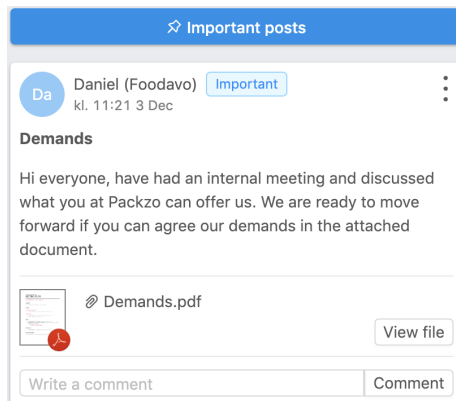 Important posts
Da
Daniel (Foodavo) Important
kl. 11:21 3 Dec
Demands
Hi everyone, have had an internal meeting and discussed
what you at Packzo can offer us. We are ready to move
forward if you can agree our demands in the attached
document.
Demands.pdf
View file
Write a comment
Comment